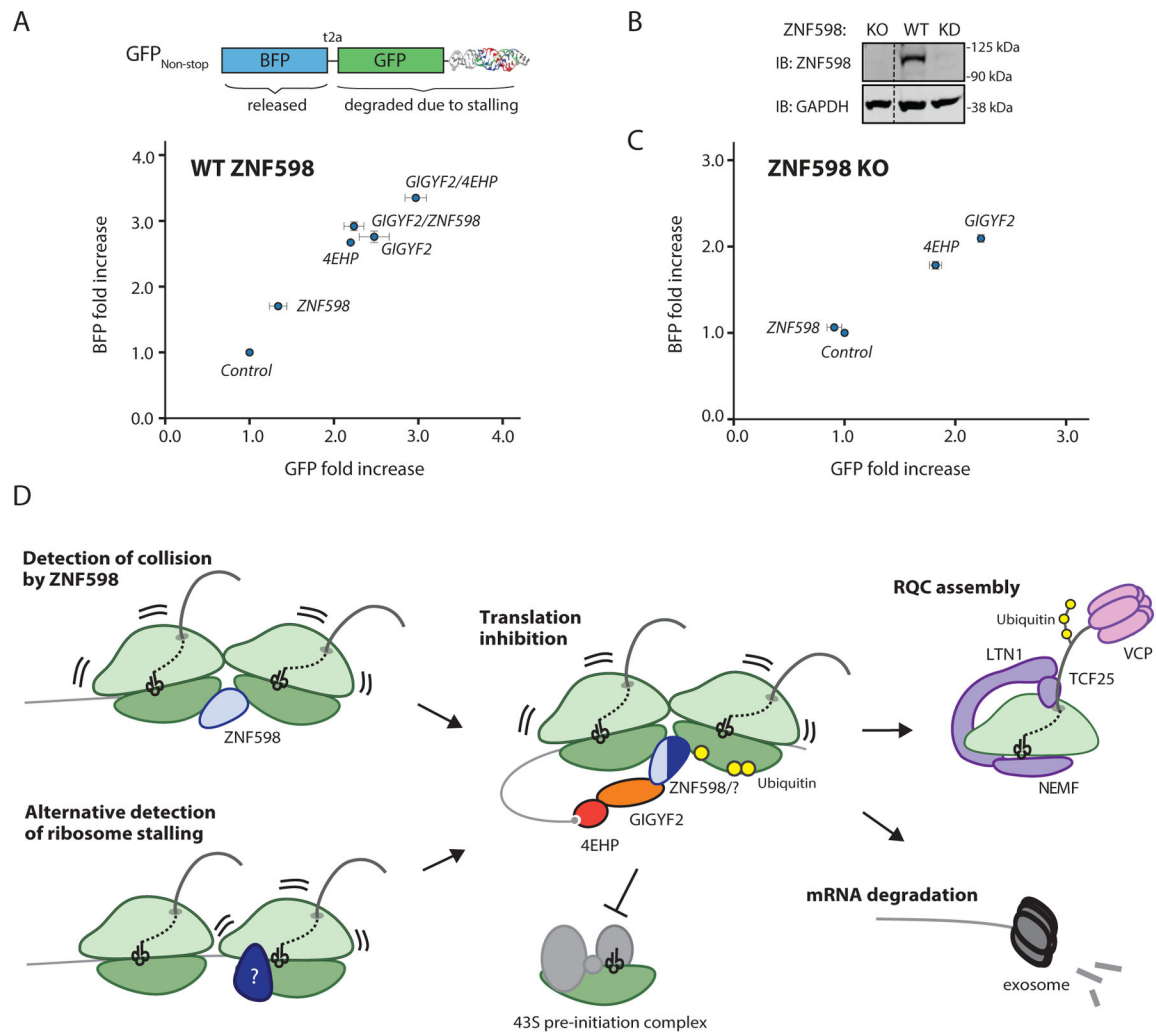 A
GFP Non-stop
BFP
t2a
GFP
released
degraded due to stalling
WT ZNF598
BFP fold increase
4.0
3.0
2.0
1.0
0.0
0.0
1.0
2.0
3.0
4.0
GFP fold increase
GIGYF2/4EHP
GIGYF2/ZNF598
GIGYF2
4EHP
ZNF598
Control
B
ZNF598: KO WT KD
IB: ZNF598
-125 kDa
-90 kDa
IB: GAPDH
-38 kDa
C
ZNF598 KO
BFP fold increase
3.0
2.0
1.0
0.0
0.0
1.0
2.0
3.0
GFP fold increase
GIGYF2
4EHP
ZNF598
Control
D
Detection of collision
by ZNF598
ZNF598
Alternative detection
of ribosome stalling
?
Translation
inhibition
ZNF598/?
Ubiquitin
GIGYF2
4EHP
43S pre-initiation complex
RQC assembly
Ubiquitin
LTN1
VCP
TCF25
NEMF
mRNA degradation
exosome